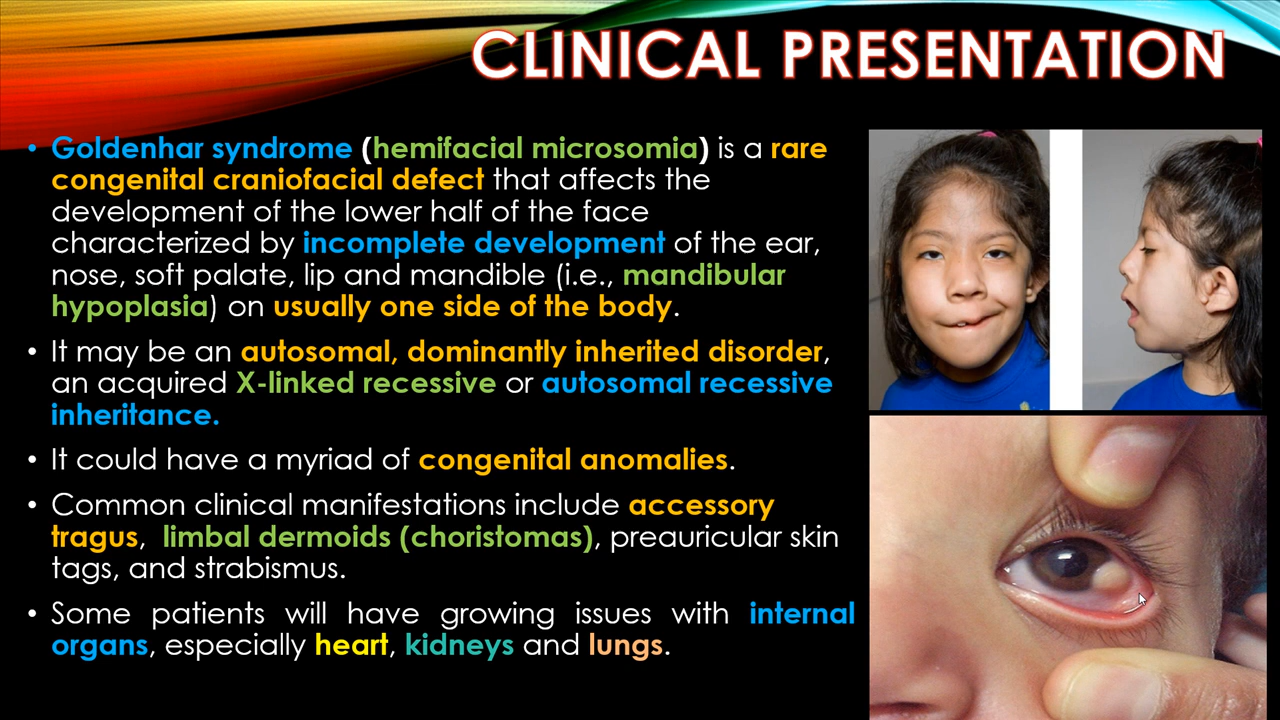 CLINICAL PRESENTATION
• Goldenhar syndrome (hemifacial microsomia) is a rare
congenital craniofacial defect that affects the
development of the lower half of the face
characterized by incomplete development of the ear,
nose, soft palate, lip and mandible (i.e., mandibular
hypoplasia) on usually one side of the body.
• It may be an autosomal, dominantly inherited disorder,
an acquired X-linked recessive or autosomal recessive
inheritance.
• It could have a myriad of congenital anomalies.
• Common clinical manifestations include accessory
tragus, limbal dermoids (choristomas), preauricular skin
tags, and strabismus.
• Some patients will have growing issues with internal
organs, especially heart, kidneys and lungs.